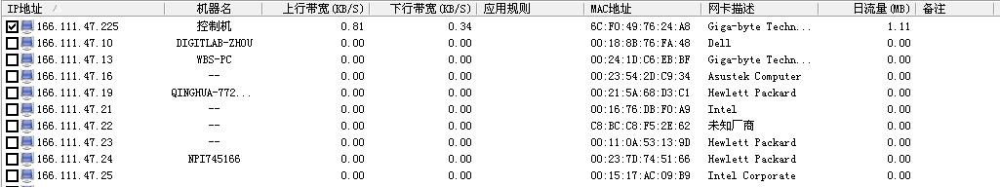 IP地址 机器名 上行带宽(KB/S) 下行带宽(KB/S) 应用规则 MAC地址 网卡描述 日流量(MB) 备注
166.111.47.225 控制机 0.81 0.34 6C:F0:49:76:24:A8 Giga-byte Techn... 1.11
166.111.47.10 DIGITLAB-ZHOU 0.00 0.00 00:18:8B:76:FA:48 Dell 0.00
166.111.47.13 WBS-PC 0.00 0.00 00:24:1D:C6:EB:BF Giga-byte Techn... 0.00
166.111.47.16 -- 0.00 0.00 00:23:54:2D:C9:34 Asustek Computer 0.00
166.111.47.19 QINGHUA-772... 0.00 0.00 00:21:5A:68:D3:C1 Hewlett Packard 0.00
166.111.47.21 -- 0.00 0.00 00:16:76:DB:F0:A9 Intel 0.00
166.111.47.22 -- 0.00 0.00 C8:BC:C8:F5:2E:62 未知厂商 0.00
166.111.47.23 -- 0.00 0.00 00:11:0A:53:13:9D Hewlett Packard 0.00
166.111.47.24 NPI745166 0.00 0.00 00:23:7D:74:51:66 Hewlett Packard 0.00
166.111.47.25 -- 0.00 0.00 00:15:17:AC:09:B9 Intel Corporate 0.00